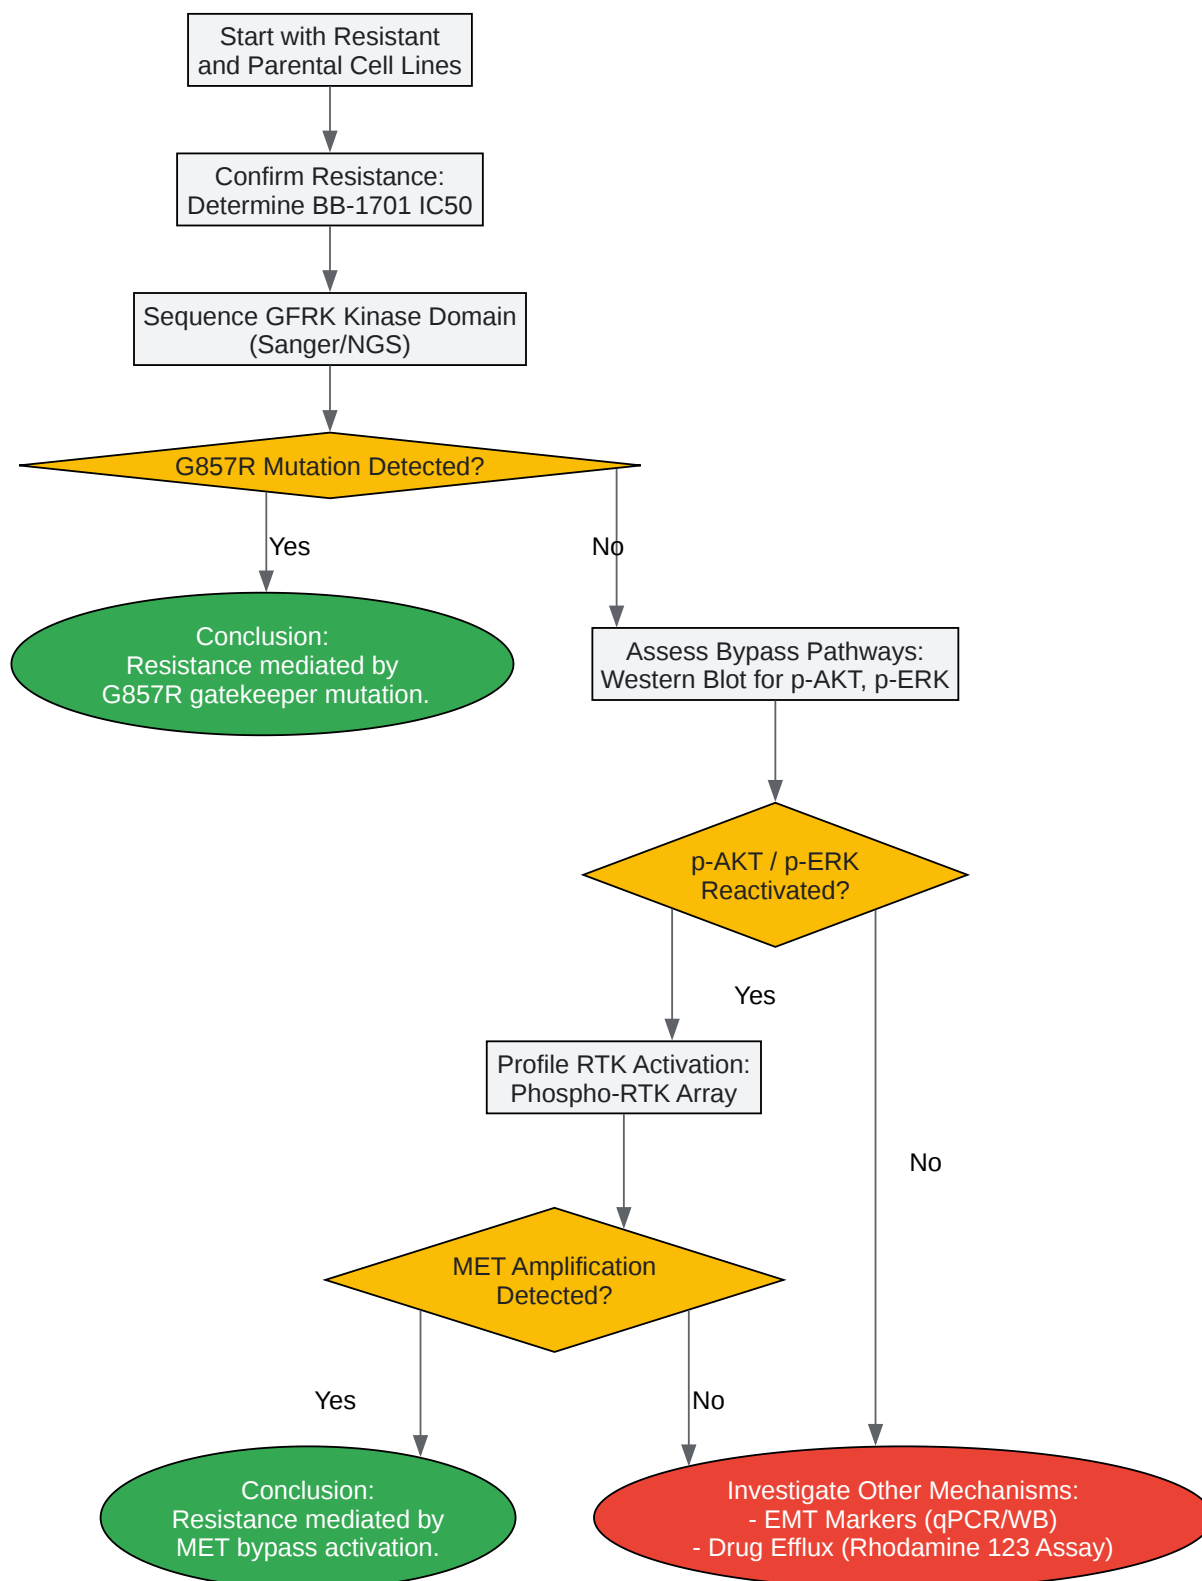 Start with Resistant
and Parental Cell Lines
Confirm Resistance:
Determine BB-1701 IC50
Sequence GFRK Kinase Domain
(Sanger/NGS)
G857R Mutation Detected?
Yes
No
Conclusion:
Resistance mediated by
G857R gatekeeper mutation.
Assess Bypass Pathways:
Western Blot for p-AKT, p-ERK
p-AKT / p-ERK
Reactivated?
Yes
Profile RTK Activation:
Phospho-RTK Array
No
MET Amplification
Detected?
Yes
No
Conclusion:
Resistance mediated by
MET bypass activation.
Investigate Other Mechanisms:
- EMT Markers (qPCR/WB)
- Drug Efflux (Rhodamine 123 Assay)